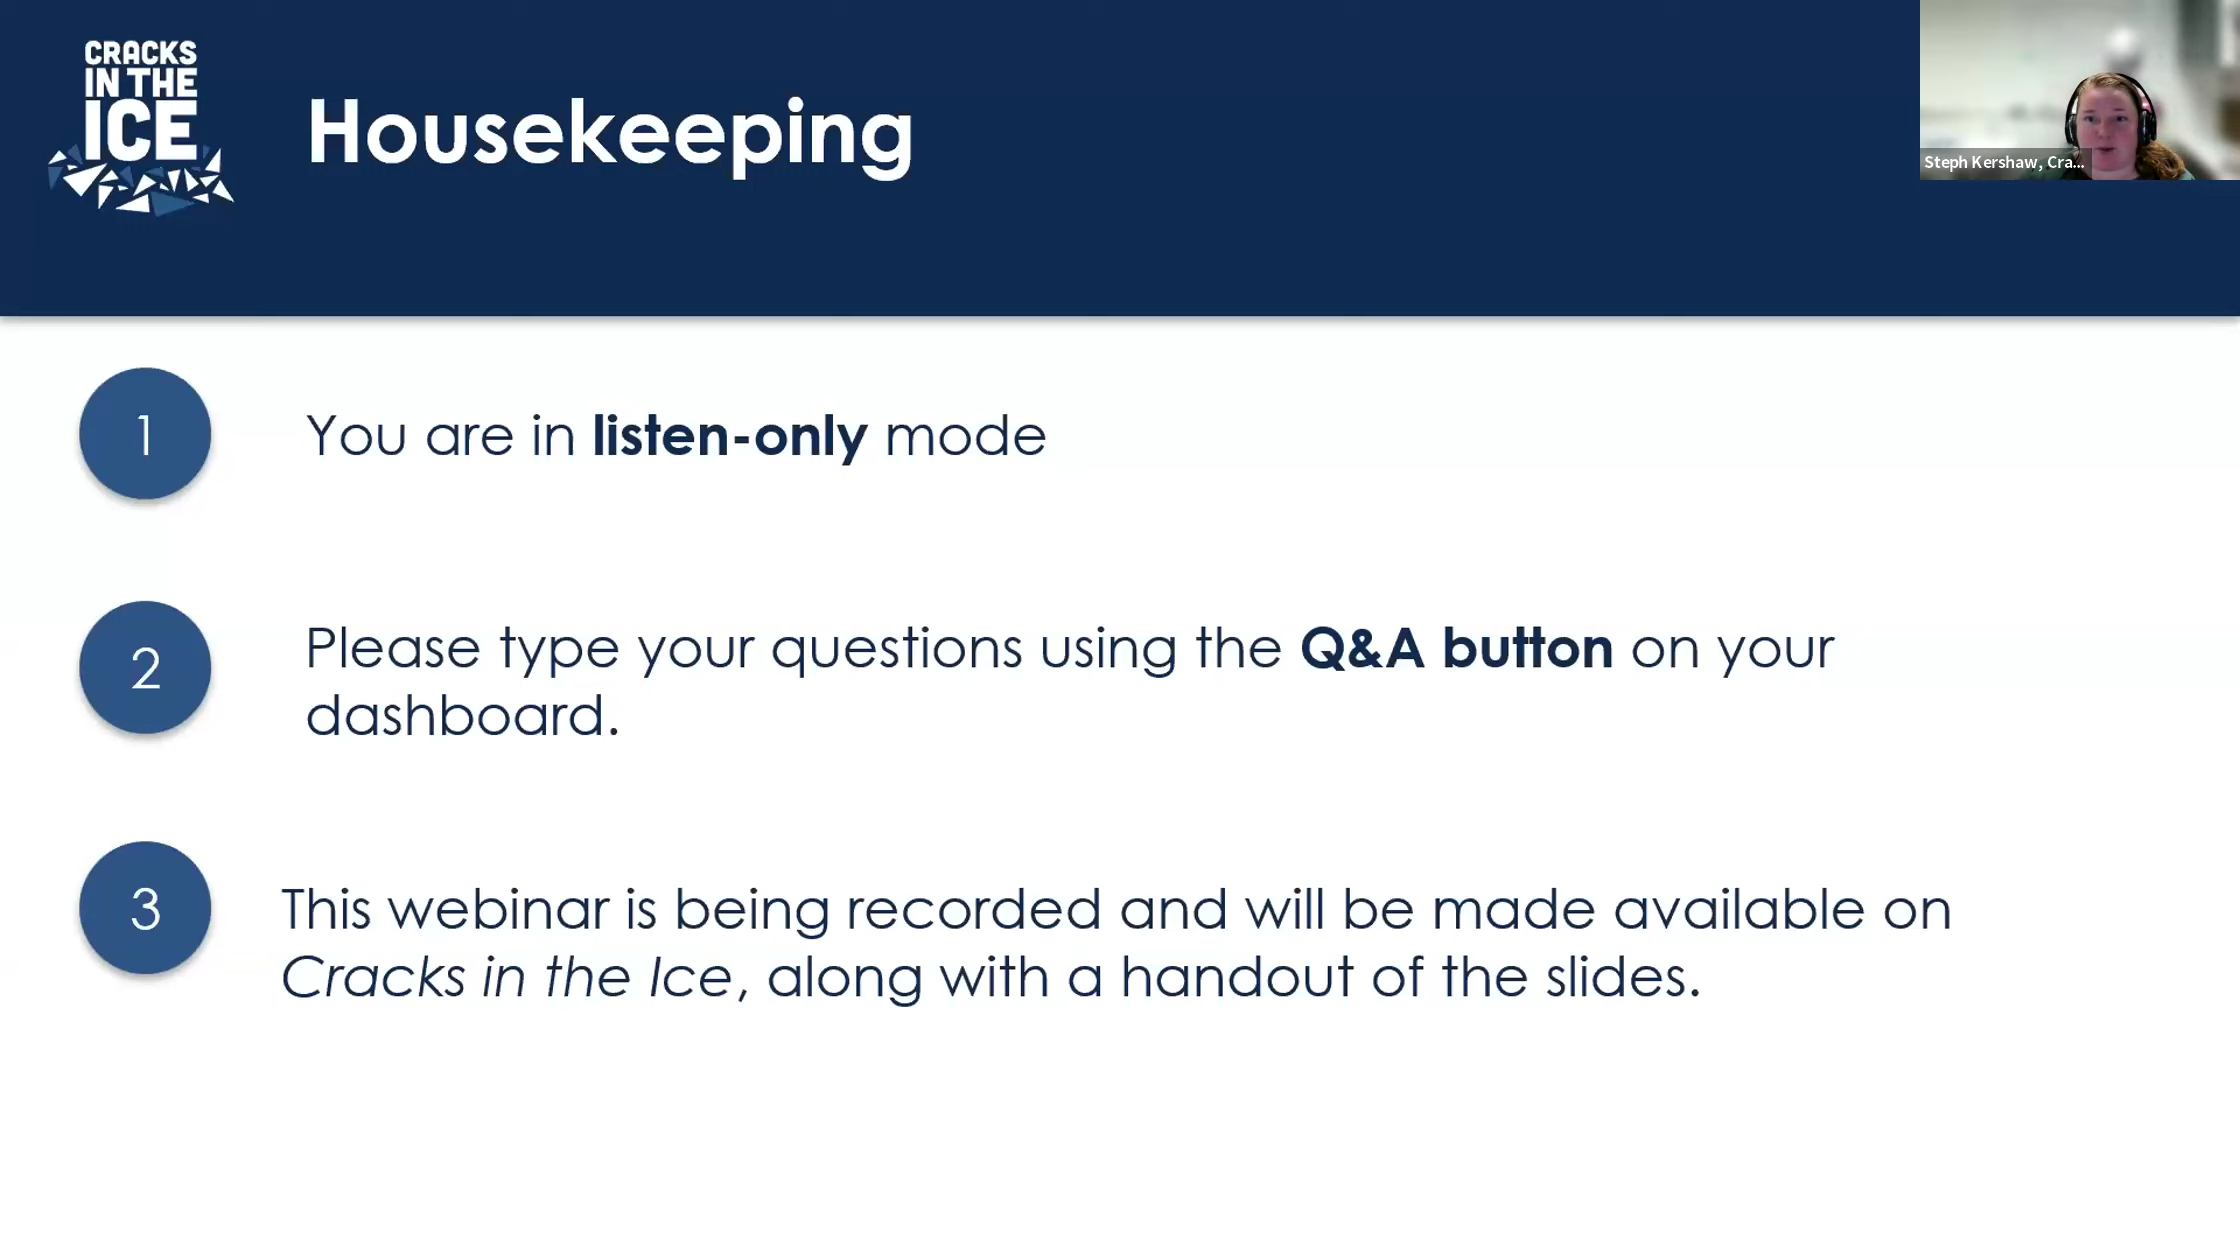 CRACKS
IN THE
ICE
Housekeeping
Steph Kershaw, Cra...
1
You are in listen-only mode
2
Please type your questions using the Q&A button on your
dashboard.
3
This webinar is being recorded and will be made available on
Cracks in the Ice, along with a handout of the slides.